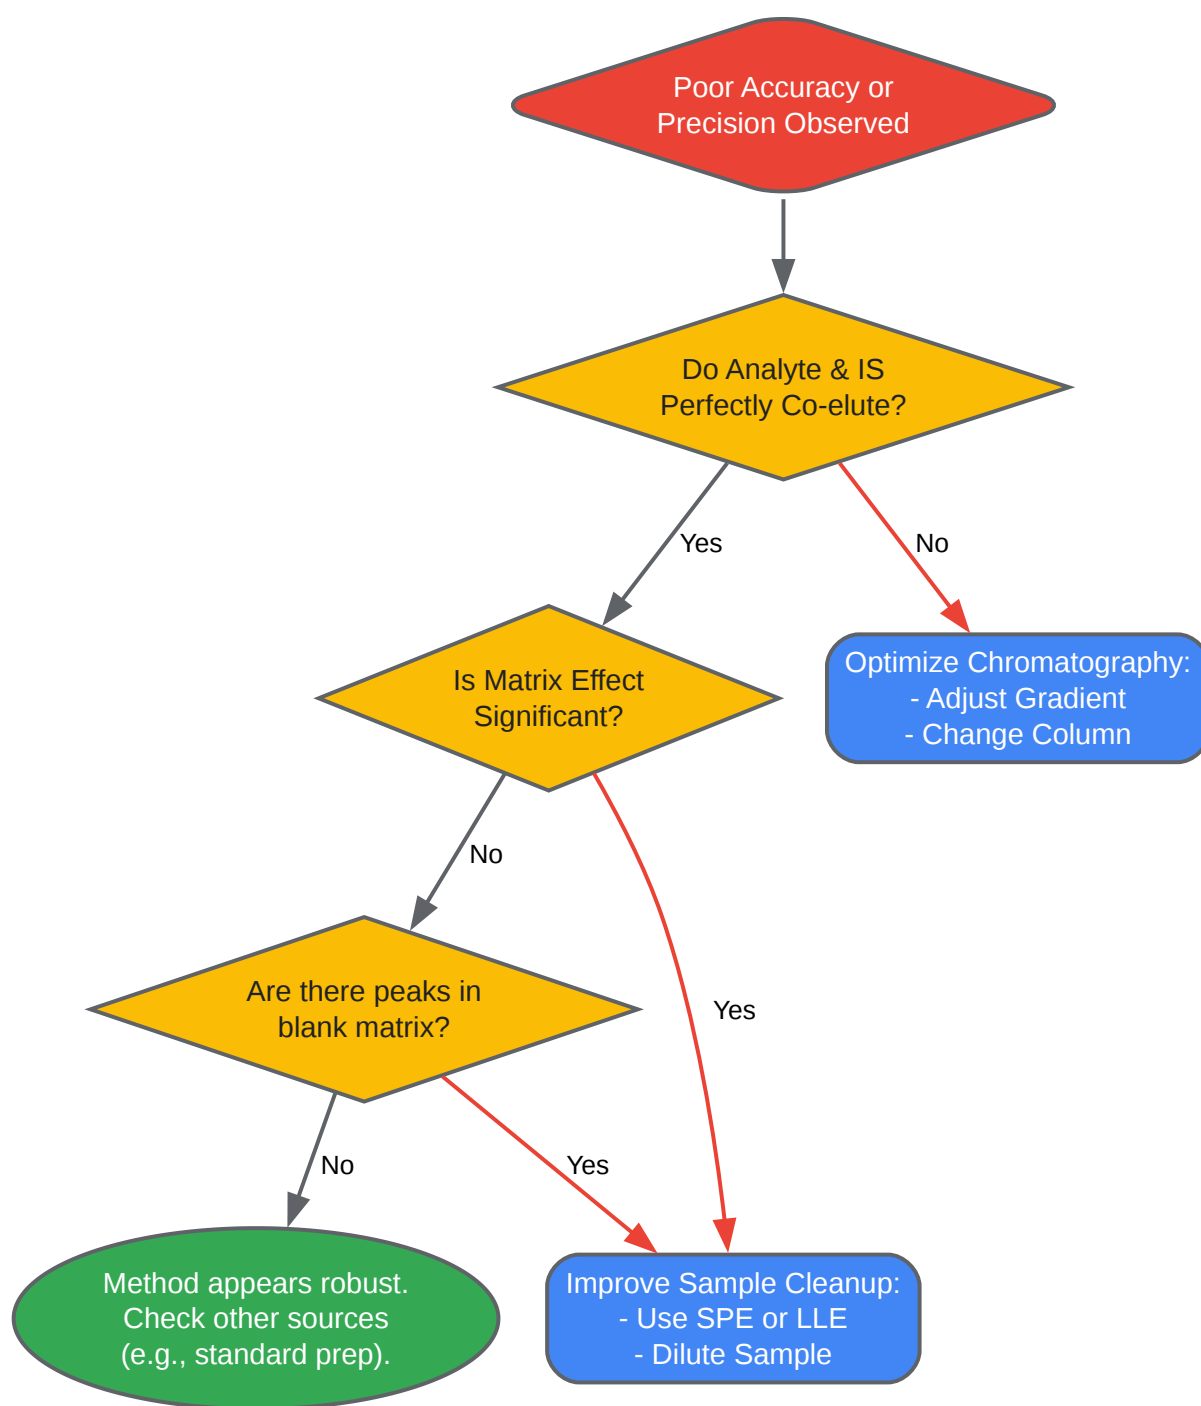 Poor Accuracy or
Precision Observed
Do Analyte & IS
Perfectly Co-elute?
Yes
No
Is Matrix Effect
Significant?
Optimize Chromatography:
- Adjust Gradient
- Change Column
No
Yes
Are there peaks in
blank matrix?
No
Yes
Method appears robust.
Check other sources
(e.g., standard prep).
Improve Sample Cleanup:
- Use SPE or LLE
- Dilute Sample